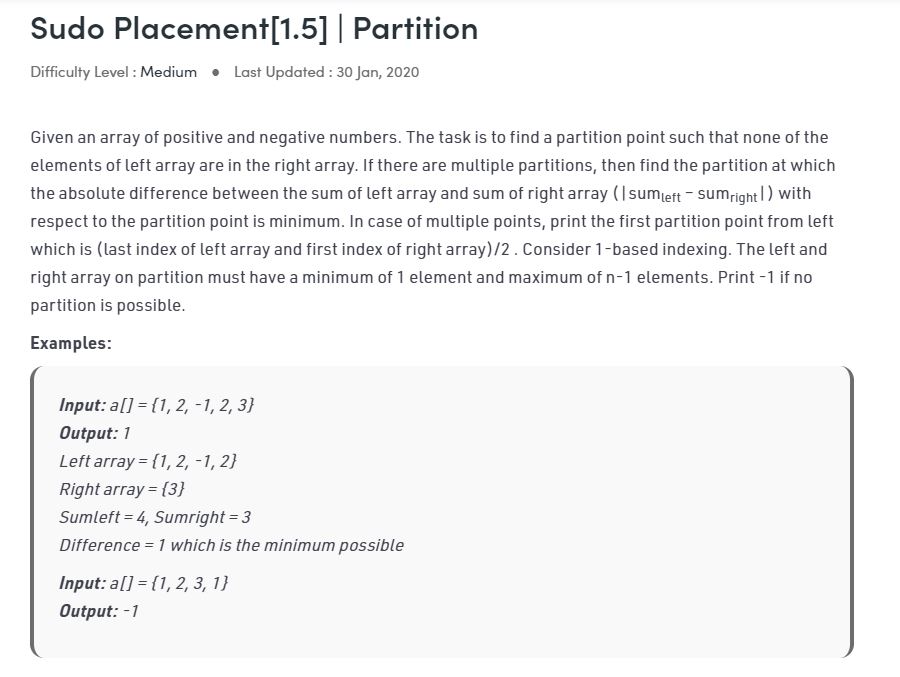 Sudo Placement[1.5] | Partition
Difficulty Level : Medium ● Last Updated : 30 Jan, 2020
Given an array of positive and negative numbers. The task is to find a partition point such that none of the
elements of left array are in the right array. If there are multiple partitions, then find the partition at which
the absolute difference between the sum of left array and sum of right array (|sumleft − sumright|) with
respect to the partition point is minimum. In case of multiple points, print the first partition point from left
which is (last index of left array and first index of right array)/2 . Consider 1-based indexing. The left and
right array on partition must have a minimum of 1 element and maximum of n-1 elements. Print -1 if no
partition is possible.
Examples:
Input: a[] = {1, 2, -1, 2, 3}
Output: 1
Left array = {1, 2, -1, 2}
Right array = {3}
Sumleft = 4, Sumright = 3
Difference = 1 which is the minimum possible
Input: a[] = {1, 2, 3, 1}
Output: -1